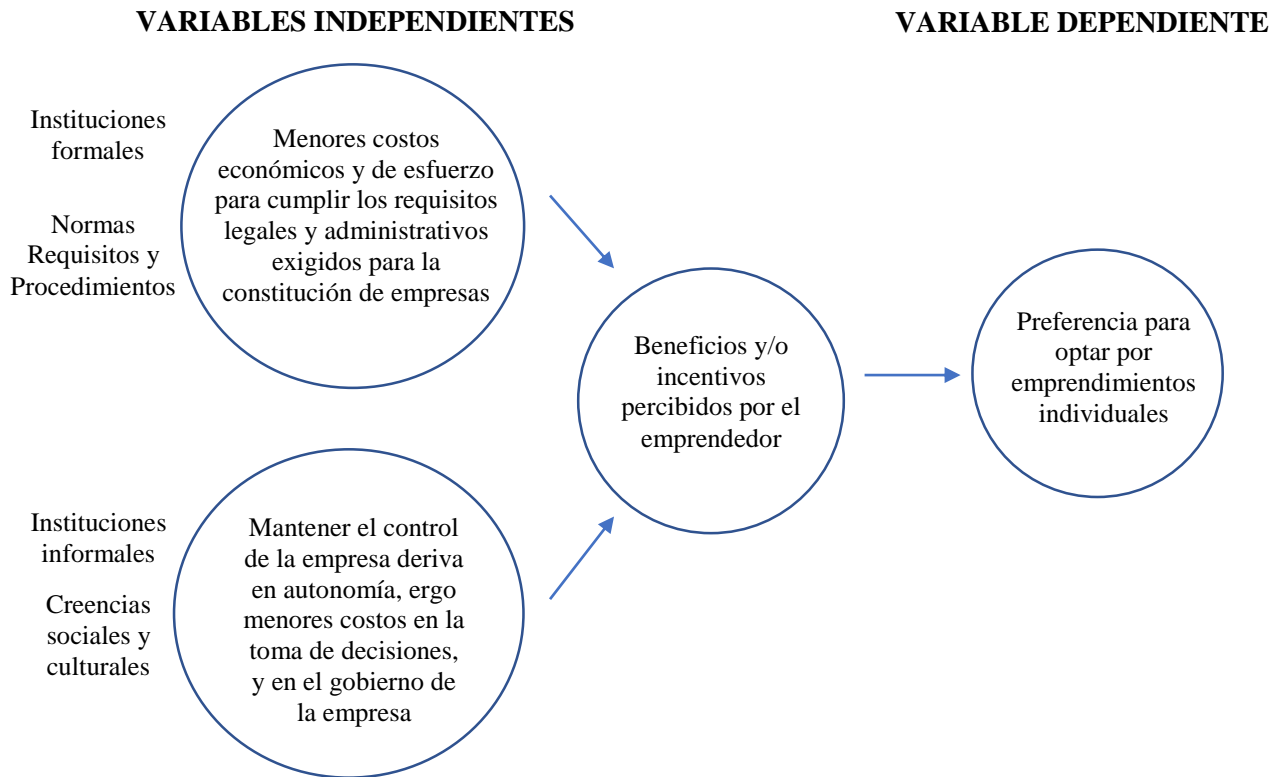 VARIABLES INDEPENDIENTES
VARIABLE DEPENDIENTE
Instituciones
formales
Normas
Requisitos y
Procedimientos
Menores costos
económicos y de esfuerzo
para cumplir los requisitos
legales y administrativos
exigidos para la
constitución de empresas
Instituciones
informales
Creencias
sociales y
culturales
Mantener el control
de la empresa deriva
en autonomía, ergo
menores costos en la
toma de decisiones,
y en el gobierno de
la empresa
Beneficios y/o
incentivos
percibidos por el
emprendedor
Preferencia para
optar por
emprendimientos
individuales